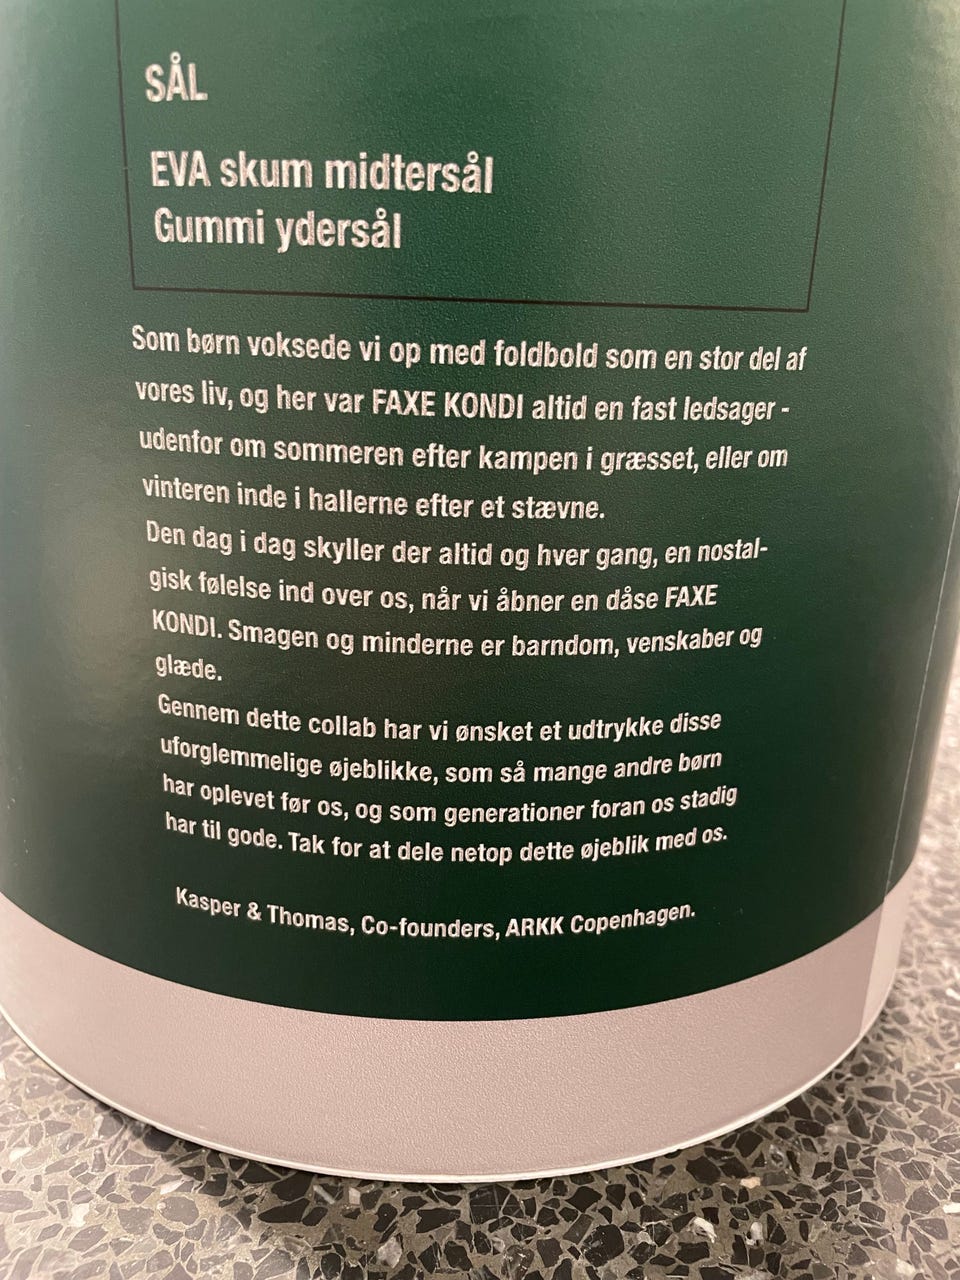 SÅL
EVA skum midtersål
Gummi ydersål
Som børn voksede vi op med foldbold som en stor del af
vores liv, og her var FAXE KONDI altid en fast ledsager -
udenfor om sommeren efter kampen i græsset, eller om
vinteren inde i hallerne efter et stævne.
Den dag i dag skyller der altid og hver gang, en nostal-
gisk følelse ind over os, når vi åbner en dåse FAXE
KONDI. Smagen og minderne er barndom, venskaber og
glæde.
Gennem dette collab har vi ønsket et udtrykke disse
uforglemmelige øjeblikke, som så mange andre børn
har oplevet før os, og som generationer foran os stadig
har til gode. Tak for at dele netop dette øjeblik med os.
Kasper & Thomas, Co-founders, ARKK Copenhagen.